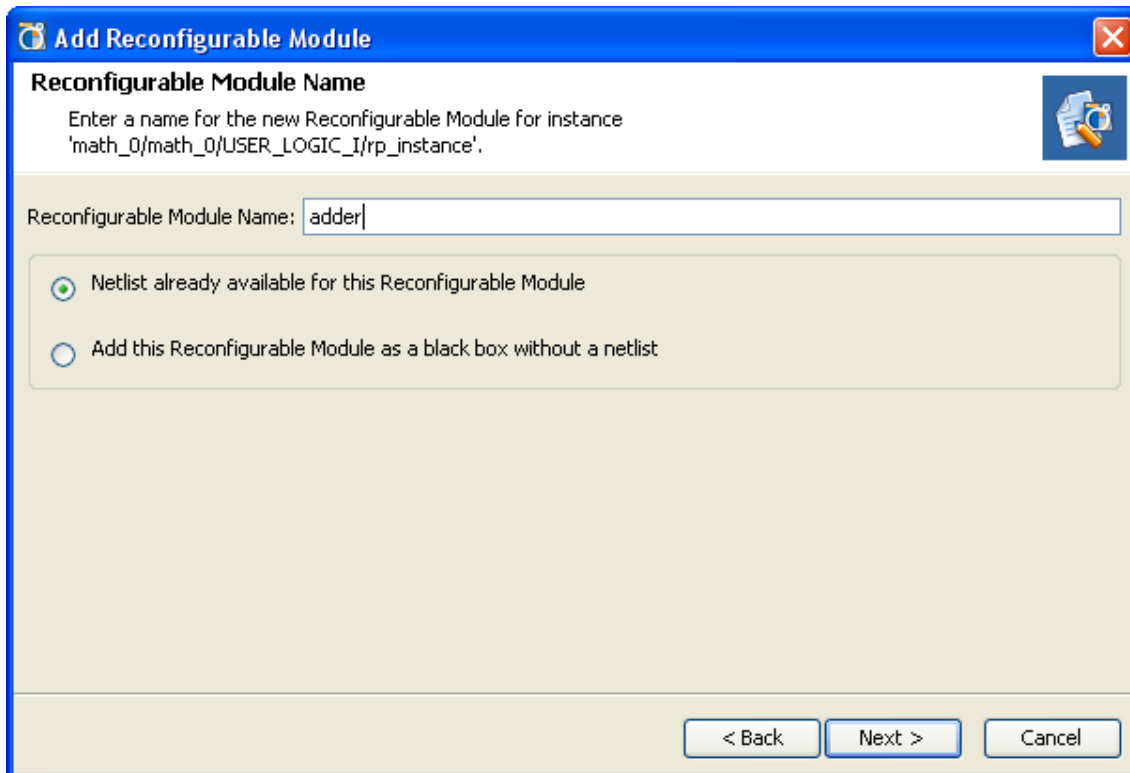 Add Reconfigurable Module
Reconfigurable Module Name
Enter a name for the new Reconfigurable Module for instance
'math_0/math_0/USER_LOGIC_I/rp_instance'.
Reconfigurable Module Name: adder
Netlist already available for this Reconfigurable Module
Add this Reconfigurable Module as a black box without a netlist
< Back Next > Cancel